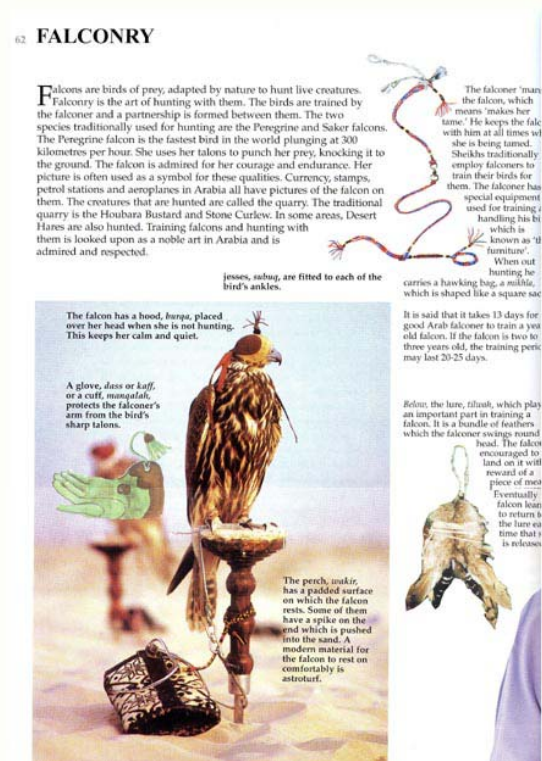 62 FALCONRY
Falcons are birds of prey, adapted by nature to hunt live creatures.
Falconry is the art of hunting with them. The birds are trained by
the falconer and a partnership is formed between them. The two
species traditionally used for hunting are the Peregrine and Saker falcons.
The Peregrine falcon is the fastest bird in the world plunging at 300
kilometres per hour. She uses her talons to punch her prey, knocking it to
the ground. The falcon is admired for her courage and endurance. Her
picture is often used as a symbol for these qualities. Currency, stamps,
petrol stations and aeroplanes in Arabia all have pictures of the falcon on
them. The creatures that are hunted are called the quarry. The traditional
quarry is the Houbara Bustard and Stone Curlew. In some areas, Desert
Hares are also hunted. Training falcons and hunting with
them is looked upon as a noble art in Arabia and is
admired and respected.
jesses, subuq, are fitted to each of the
bird's ankles.
The falcon has a hood, burqa, placed
over her head when she is not hunting.
This keeps her calm and quiet.
A glove, dass or kaff,
or a cuff, manqalah,
protects the falconer's
arm from the bird's
sharp talons.
The perch, wakir,
has a padded surface
on which the falcon
rests. Some of them
have a spike on the
end which is pushed
into the sand. A
modern material for
the falcon to rest on
comfortably is
astroturf.
The falconer 'man
the falcon, which
means 'makes her
tame.' He keeps the falc
with him at all times wh
she is being tamed.
Sheikhs traditionally
employ falconers to
train their birds for
them. The falconer has
special equipment
used for training
handling his bi
which is
known as 'th
furniture'.
When out
hunting he
carries a hawking bag, a mikhla,
which is shaped like a square sac
It is said that it takes 13 days for
good Arab falconer to train a yea
old falcon. If the falcon is two to
three years old, the training peri
may last 20-25 days.
Below, the lure, tilwah, which play
an important part in training a
falcon. It is a bundle of feathers
which the falconer swings round
head. The falco
encouraged to
land on it with
reward of a
piece of mea
Eventually
falcon lear
to return t
the lure ea
time that
is release